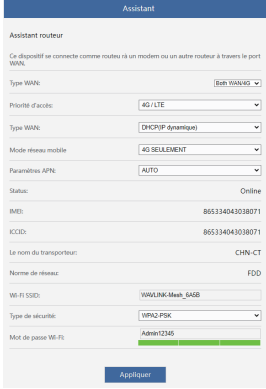 Assistant
Assistant routeur
Ce dispositif se connecte comme routeu rà un modem ou un autre routeur à travers le port
WAN.
Type WAN: Both WAN/4G
Priorité d'accès: 4G / LTE
Type WAN: DHCP(IP dynamique)
Mode réseau mobile 4G SEULEMENT
Paramètres APN: AUTO
Status: Online
IMEI: 865334043038071
ICCID: 865334043038071
Le nom du transporteur: CHN-CT
Norme de réseau: FDD
Wi-Fi SSID: WAVLINK-Mesh_6A5B
Type de sécurité: WPA2-PSK
Mot de passe Wi-Fi: Admin12345
Appliquer